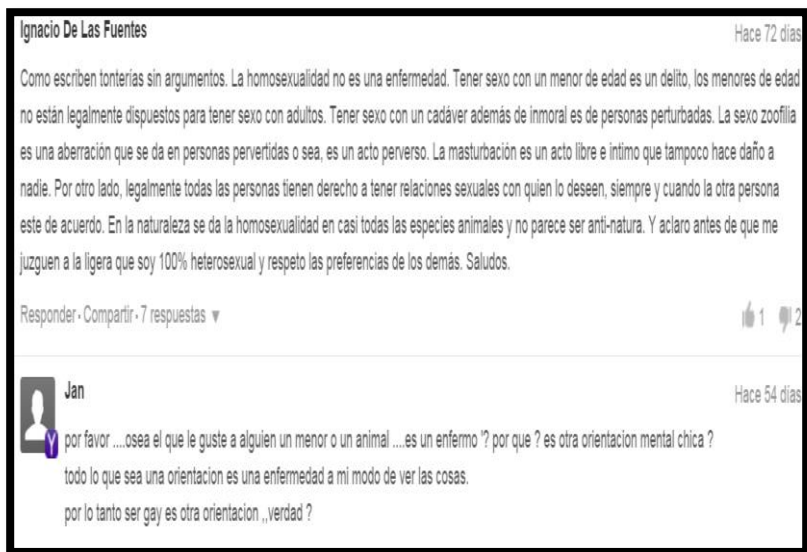 Ignacio De Las Fuentes
Hace 72 días
Como escriben tonterias sin argumentos. La homosexualidad no es una enfermedad. Tener sexo con un menor de edad es un delito, los menores de edad
no están legalmente dispuestos para tener sexo con adultos. Tener sexo con un cadáver además de inmoral es de personas perturbadas. La sexo zoofilia
es una aberración que se da en personas pervertidas o sea, es un acto perverso. La masturbación es un acto libre e intimo que tampoco hace daño a
nadie. Por otro lado, legalmente todas las personas tienen derecho a tener relaciones sexuales con quien lo deseen, siempre y cuando la otra persona
este de acuerdo. En la naturaleza se da la homosexualidad en casi todas las especies animales y no parece ser anti-natura. Y aclaro antes de que me
juzguen a la ligera que soy 100% heterosexual y respeto las preferencias de los demás. Saludos.
Responder - Compartir - 7 respuestas ▼
1 2
Jan
Hace 54 días
Y
por favor ....osea el que le guste a alguien un menor o un animal ....es un enfermo '? por que ? es otra orientacion mental chica ?
todo lo que sea una orientacion es una enfermedad a mi modo de ver las cosas.
por lo tanto ser gay es otra orientacion ,,verdad ?